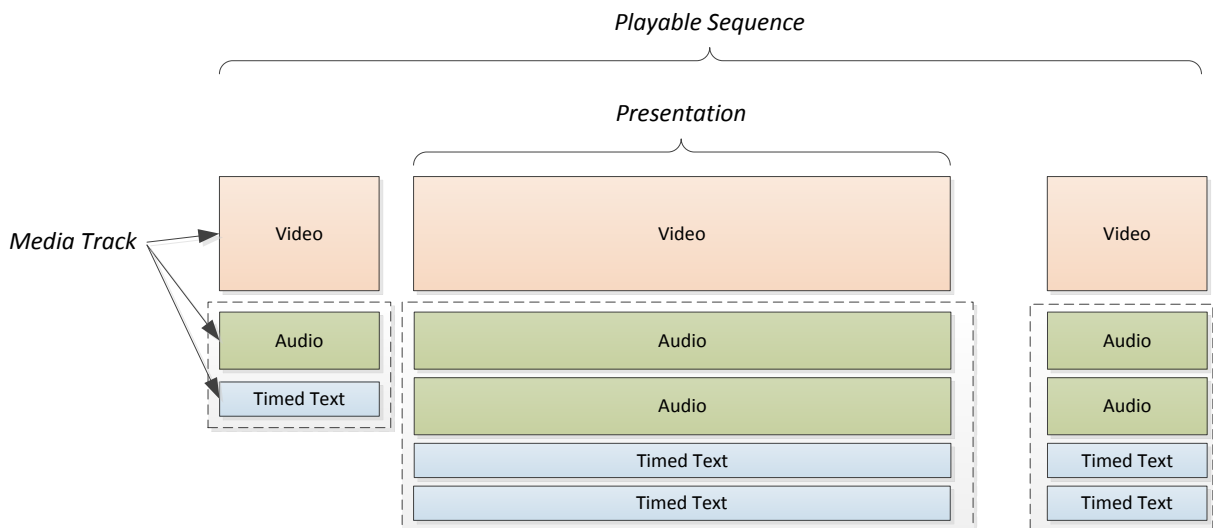 Playable Sequence
Presentation
Media Track
Video
Video
Video
Audio
Audio
Audio
Timed Text
Audio
Audio
Timed Text
Timed Text
Timed Text
Timed Text